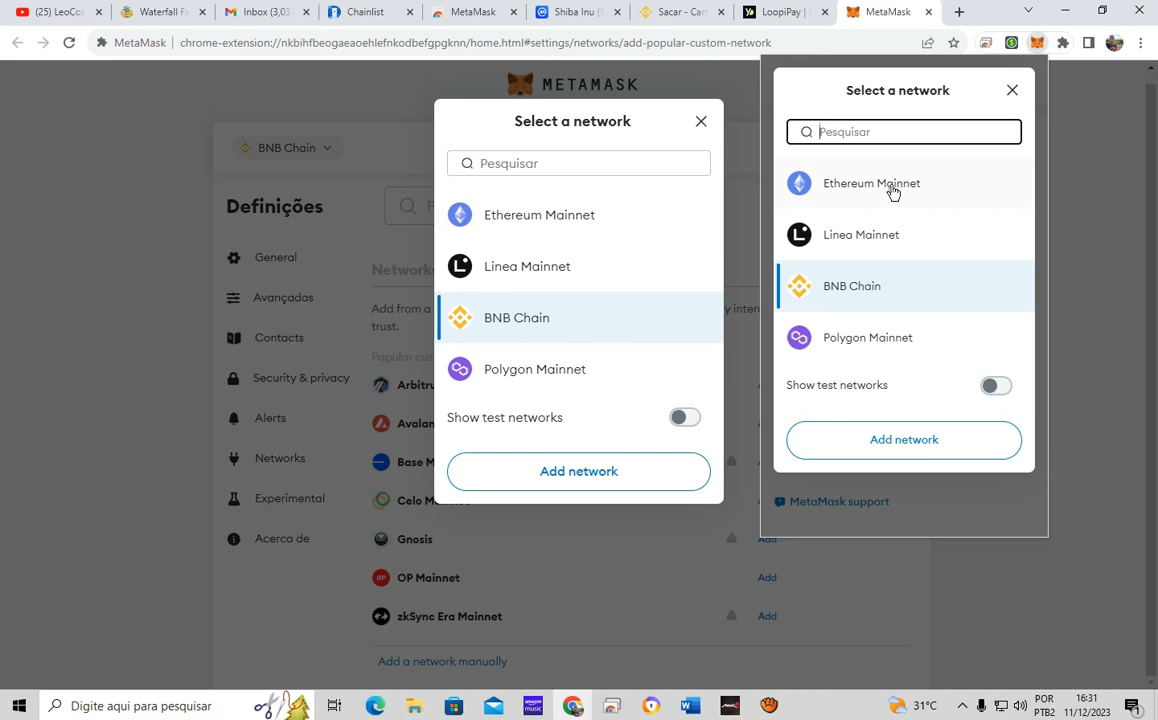 (25) LeoCos
Waterfall Fe
Inbox (3,03
Chainlist
MetaMask
Shiba Inu (S
Sacar - Cart
LoopiPay | S
MetaMask
MetaMask
chrome-extension://nkbihfbeogaeaoehlefnkodbefgpgknn/home.html#settings/networks/add-popular-custom-network
METAMASK
BNB Chain
Definições
P
General
Avançadas
Contacts
Security & privacy
Alerts
Networks
Experimental
Acerca de
Networks
Add from a
trust.
Popular cus
Arbitru
Avalan
Base M
Celo Mainnet
Gnosis
Add
OP Mainnet
Add
zkSync Era Mainnet
Add
Add a network manually
Select a network
Pesquisar
Ethereum Mainnet
Linea Mainnet
BNB Chain
Polygon Mainnet
Show test networks
Add network
Select a network
Pesquisar
Ethereum Mainnet
Linea Mainnet
BNB Chain
Polygon Mainnet
Show test networks
Add network
MetaMask support
Digite aqui para pesquisar
31°C
POR
PTB2
16:31
11/12/2023